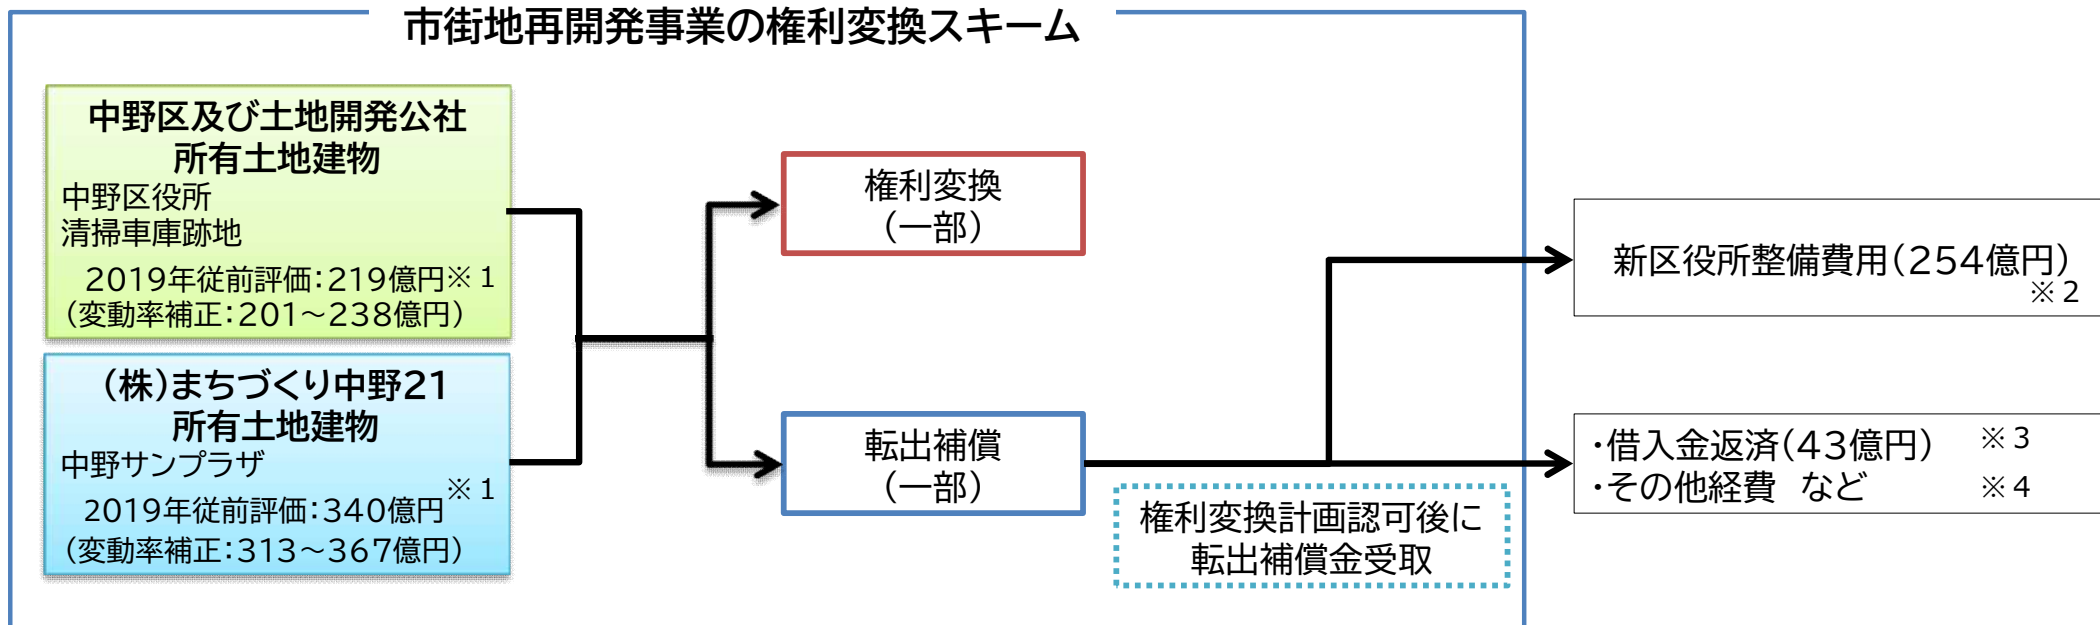 市街地再開発事業の権利変換スキーム
中野区及び土地開発公社
所有土地建物
中野区役所
清掃車庫跡地
2019年従前評価:219億円※1
(変動率補正:201～238億円)
(株)まちづくり中野21
所有土地建物
中野サンプラザ
2019年従前評価:340億円※1
(変動率補正:313～367億円)
権利変換
(一部)
転出補償
(一部)
権利変換計画認可後に
転出補償金受取
新区役所整備費用(254億円)
※2
・借入金返済(43億円) ※3
・その他経費 など ※4